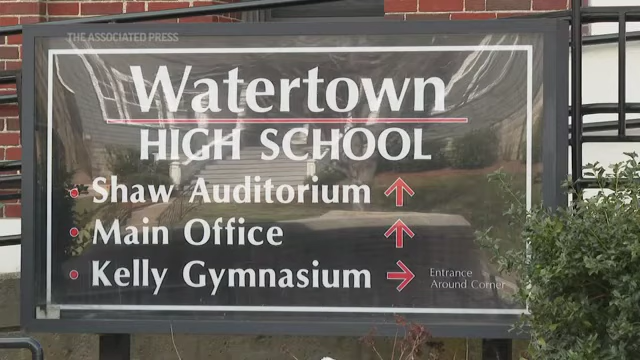 THE ASSOCIATED PRESS
Watertown
HIGH SCHOOL
• Shaw Auditorium ↑
• Main Office ↑
• Kelly Gymnasium → Entrance
Around Corner